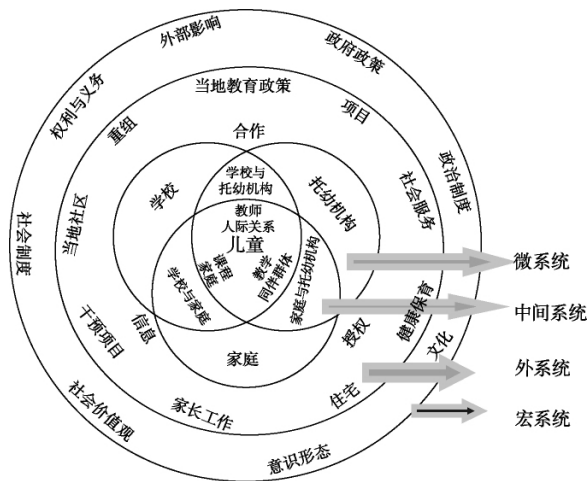 外部影响
政府政策
权利与义务
当地教育政策
重组
项目
合作
政治制度
学校
学校与
托幼机构
托幼机构
社会服务
教师
人际关系
儿童
社会制度
当地社区
课程
家庭
教学
同伴群体
学校与家庭
家庭与托幼机构
微系统
中间系统
干预项目
信息
家庭
授权
健康保育
文化
外系统
社会价值观
家长工作
住宅
宏系统
意识形态